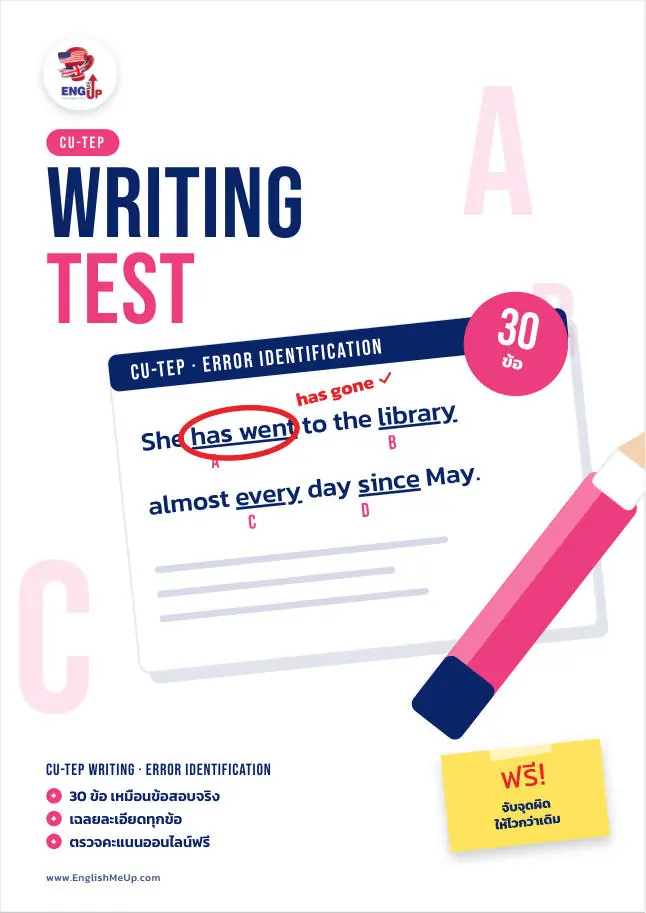 ENG UP
CU-TEP
WRITING
TEST
30
ข้อ
CU-TEP · ERROR IDENTIFICATION
has gone ✓
She has went to the library
A B
almost every day since May.
C D
A
C
CU-TEP WRITING · ERROR IDENTIFICATION
30 ข้อ เหมือนข้อสอบจริง
เฉลยละเอียดทุกข้อ
ตรวจคะแนนออนไลน์ฟรี
ฟรี!
จับจุดผิด
ให้ไวกว่าเดิม
www.EnglishMeUp.com